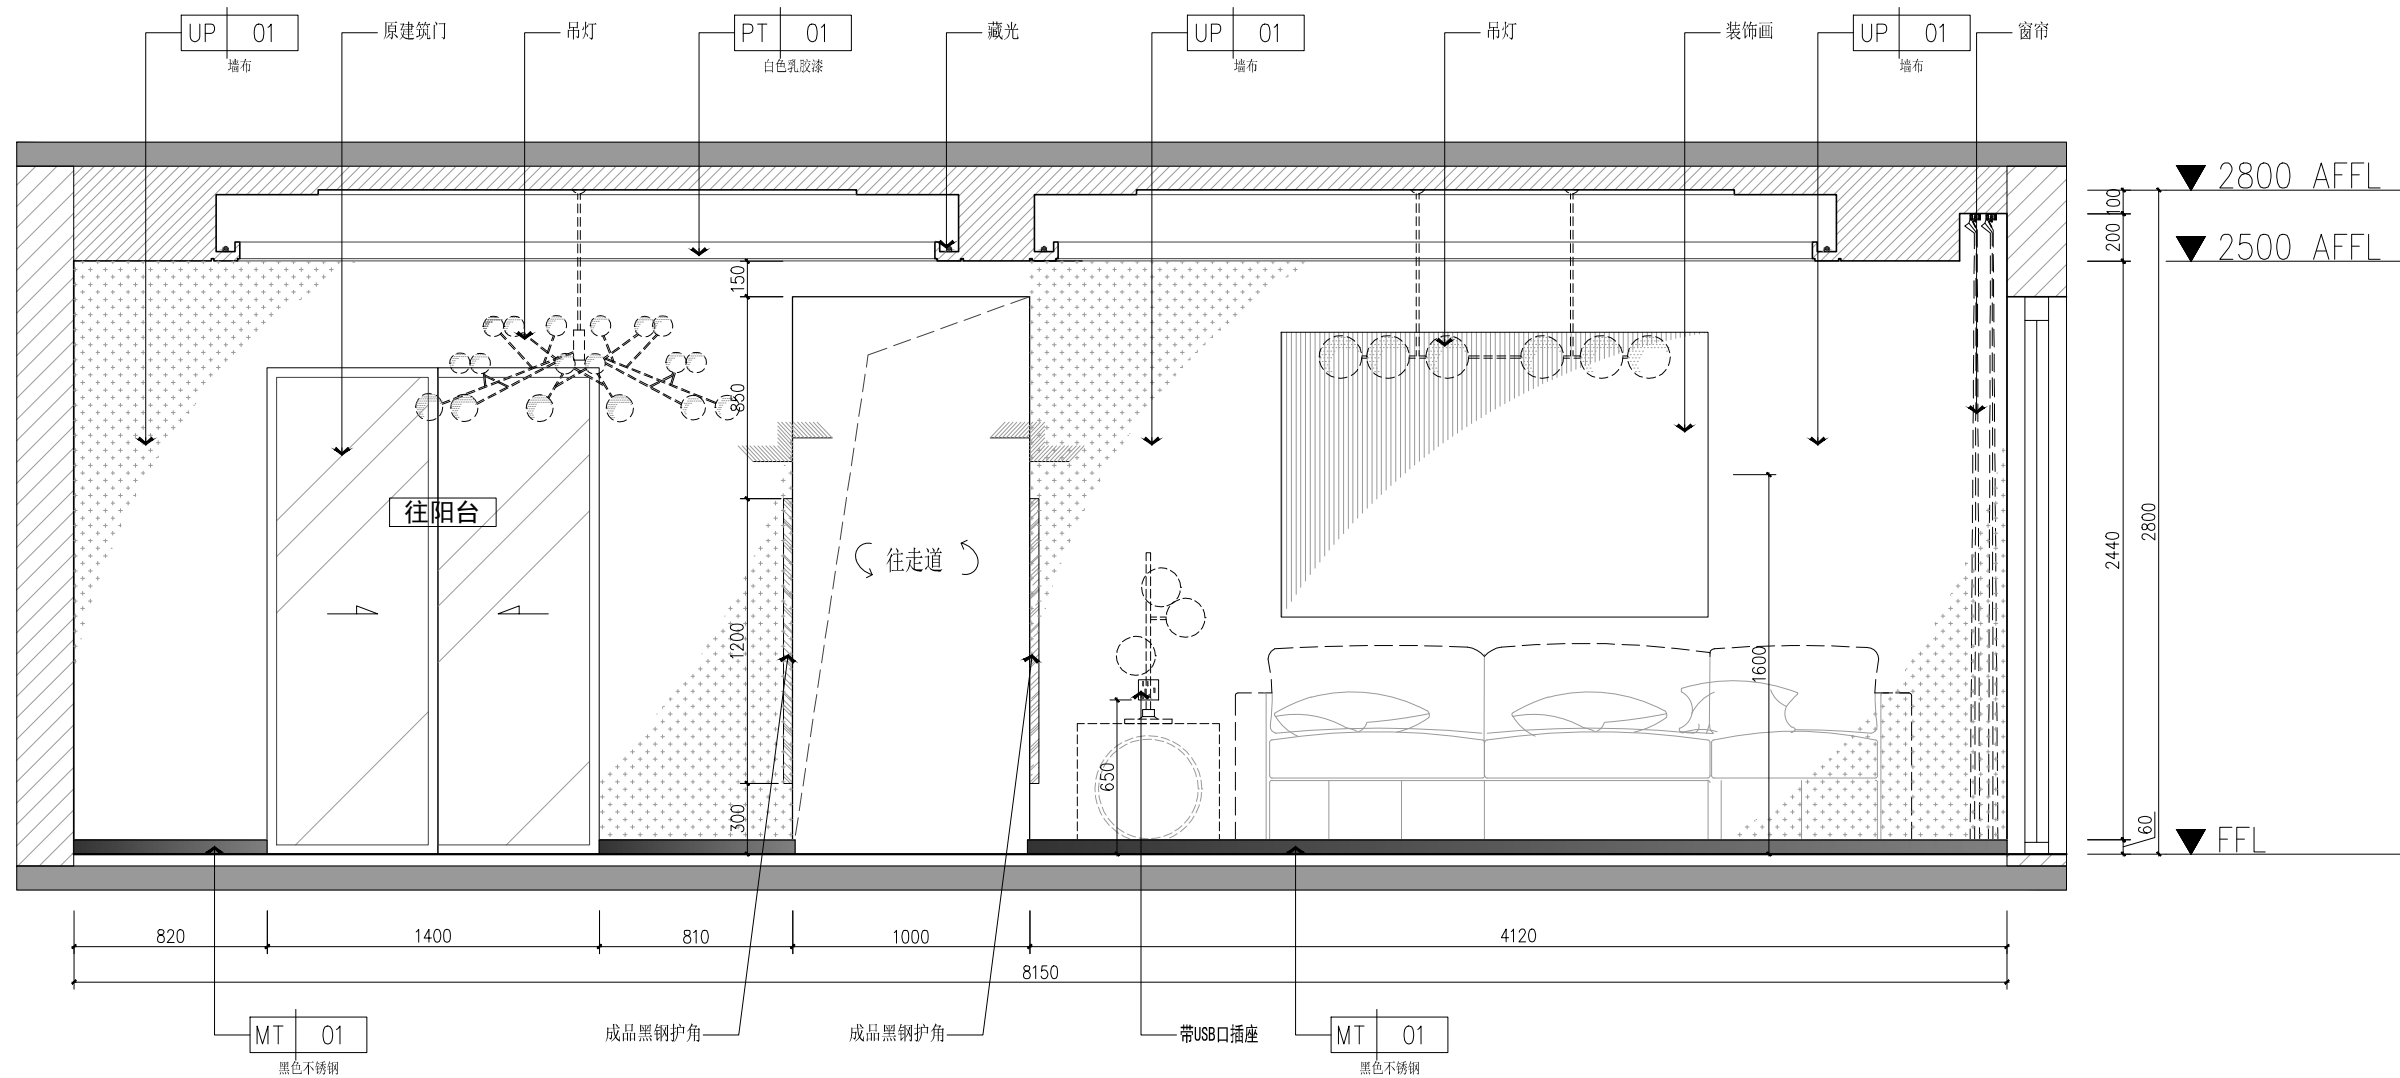 UP 01
墙布
原建筑门
吊灯
PT 01
白色乳胶漆
藏光
UP 01
墙布
吊灯
装饰画
UP 01
墙布
窗帘
2800 AFFL
100
200
2500 AFFL
150
850
往阳台
往走道
1200
300
650
1600
2440
2800
60
FFL
820
1400
810
1000
4120
8150
MT 01
黑色不锈钢
成品黑钢护角
成品黑钢护角
带USB口插座
MT 01
黑色不锈钢